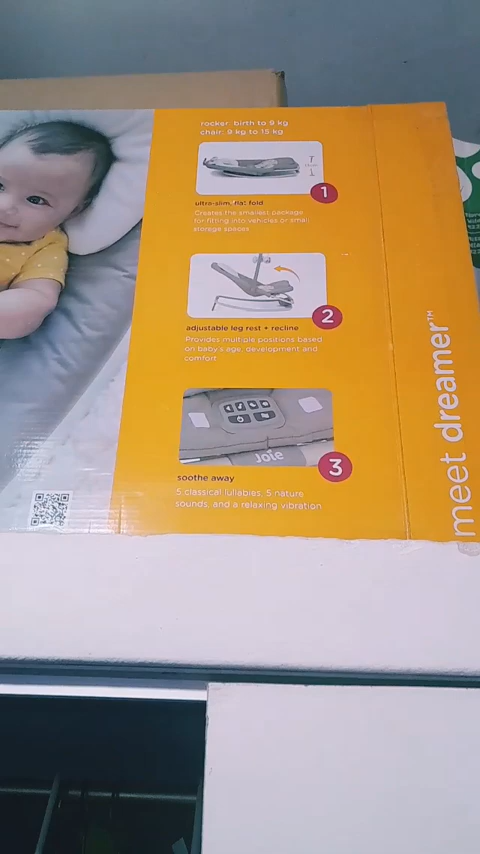 rocker: birth to 9 kg
chair: 9 kg to 15 kg
1
ultra-slim, flat fold
Creates the smallest package
for fitting into vehicles or small
storage spaces
2
adjustable leg rest + recline
Provides multiple positions based
on baby's age, development and
comfort
Joie
3
soothe away
5 classical lullabies, 5 nature
sounds, and a relaxing vibration
meet dreamer™